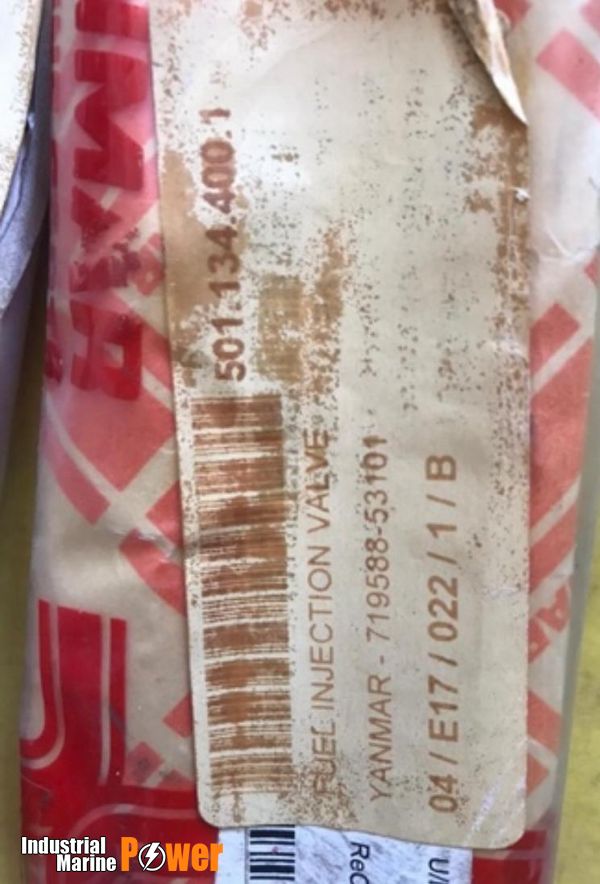 501.134.400.1
FUEL INJECTION VALVE
YANMAR - 719588-53101
04 / E17 / 022 / 1 / B
Industrial
Marine Power